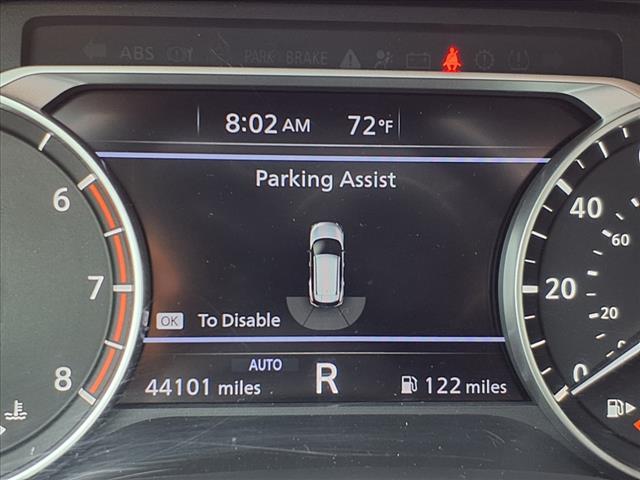 ABS PARK BRAKE
8:02 AM 72°F
Parking Assist
6
40
60
7
20
20
OK To Disable
AUTO
8
0
0
44101 miles R 122 miles